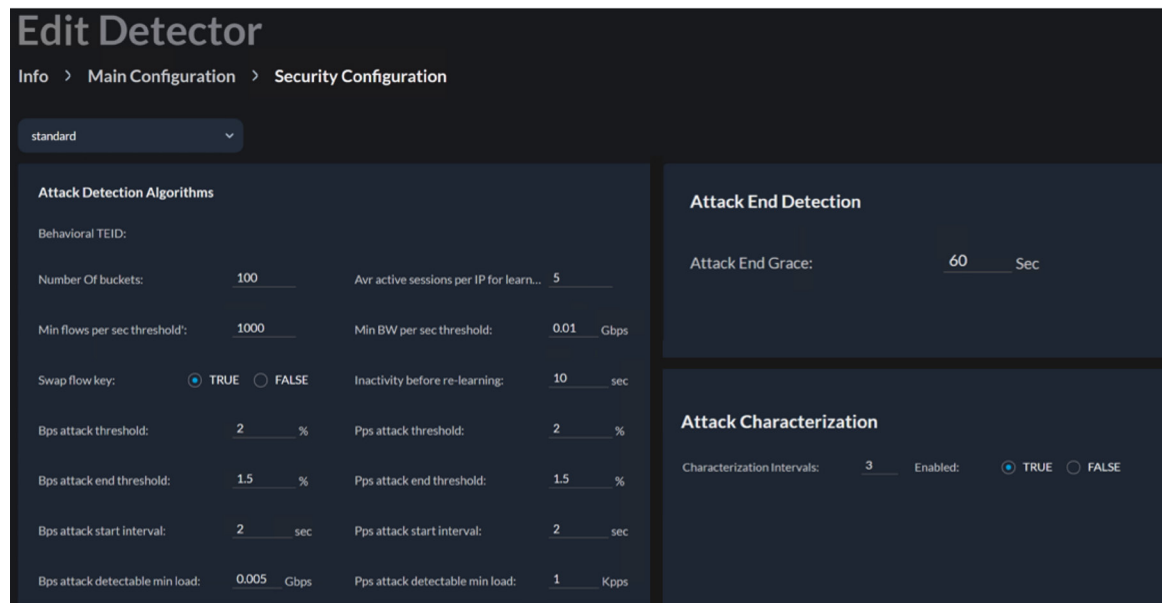 Edit Detector
Info > Main Configuration > Security Configuration
standard
Attack Detection Algorithms
Behavioral TEID:
Number Of buckets: 100 Avr active sessions per IP for learn... 5
Min flows per sec threshold': 1000 Min BW per sec threshold: 0.01 Gbps
Swap flow key: TRUE FALSE Inactivity before re-learning: 10 sec
Bps attack threshold: 2 % Pps attack threshold: 2 %
Bps attack end threshold: 1.5 % Pps attack end threshold: 1.5 %
Bps attack start interval: 2 sec Pps attack start interval: 2 sec
Bps attack detectable min load: 0.005 Gbps Pps attack detectable min load: 1 Kpps
Attack End Detection
Attack End Grace: 60 Sec
Attack Characterization
Characterization Intervals: 3 Enabled: TRUE FALSE